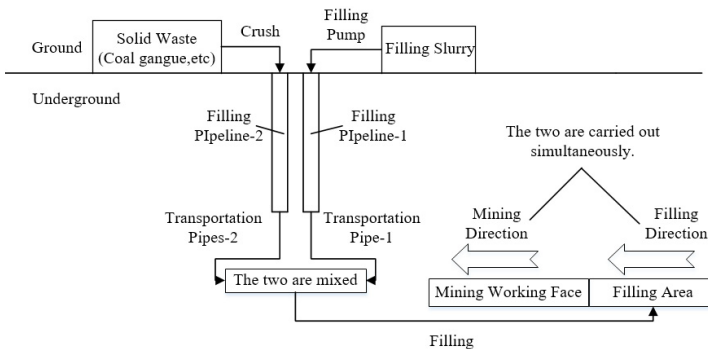 Filling
Pump
Crush
Ground
Solid Waste
(Coal gangue,etc)
Filling Slurry
Underground
Filling
PIpeline-2
Filling
PIpeline-1
The two are carried out
simultaneously.
Transportation
Pipes-2
Transportation
Pipe-1
Mining
Direction
Filling
Direction
The two are mixed
Mining Working Face
Filling Area
Filling